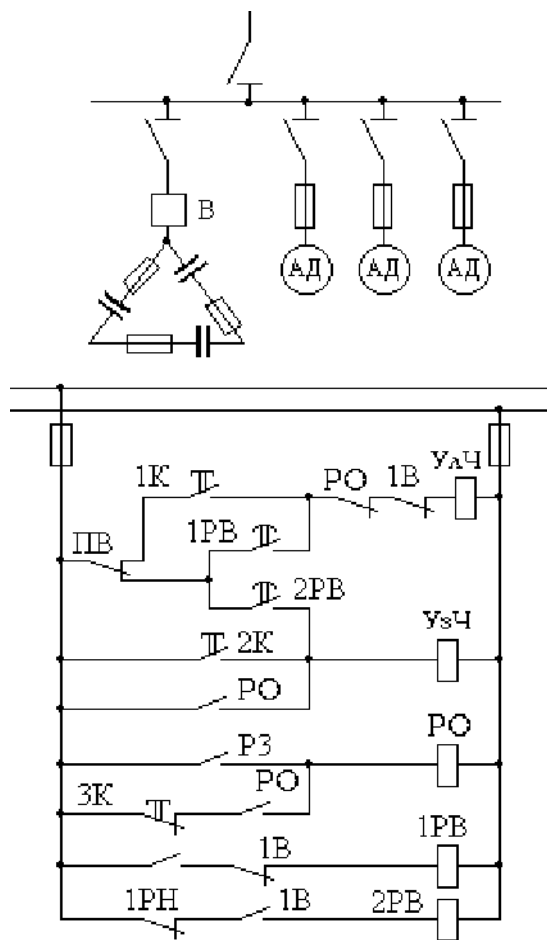 В
АД АД АД
1К
РО 1В УлЧ
ПВ
1РВ
2РВ
2К
УзЧ
РО
РЗ
РО
3К
РО
1В
1РВ
1РН
1В
2РВ